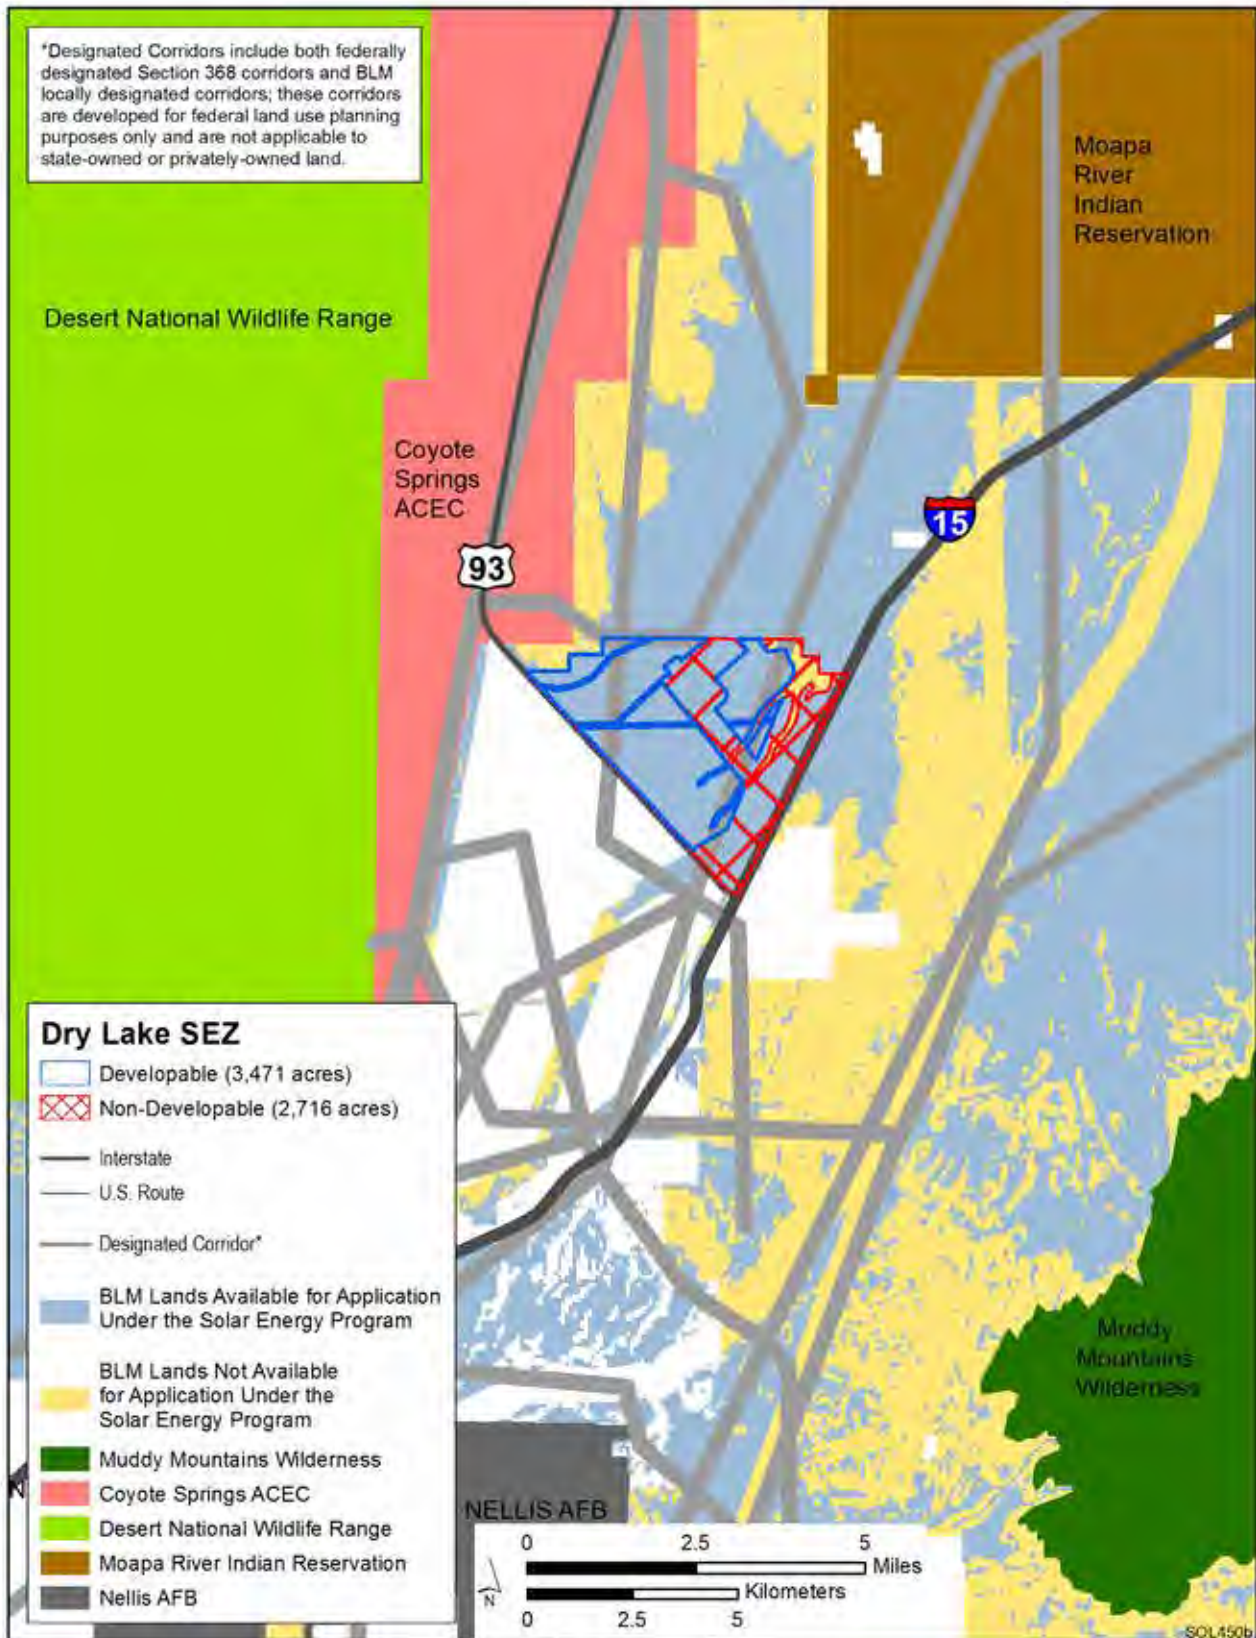 *Designated Corridors include both federally
designated Section 368 corridors and BLM
locally designated corridors; these corridors
are developed for federal land use planning
purposes only and are not applicable to
state-owned or privately-owned land.
Moapa
River
Indian
Reservation
Desert National Wildlife Range
Coyote
Springs
ACEC
15
93
Dry Lake SEZ
Developable (3,471 acres)
Non-Developable (2,716 acres)
Interstate
U.S. Route
Designated Corridor*
BLM Lands Available for Application
Under the Solar Energy Program
BLM Lands Not Available
for Application Under the
Solar Energy Program
Muddy Mountains Wilderness
Coyote Springs ACEC
Desert National Wildlife Range
Moapa River Indian Reservation
Nellis AFB
Muddy
Mountains
Wilderness
N
NELLIS AFB
0 2.5 5
Miles
Kilometers
0 2.5 5
N
SOL450b